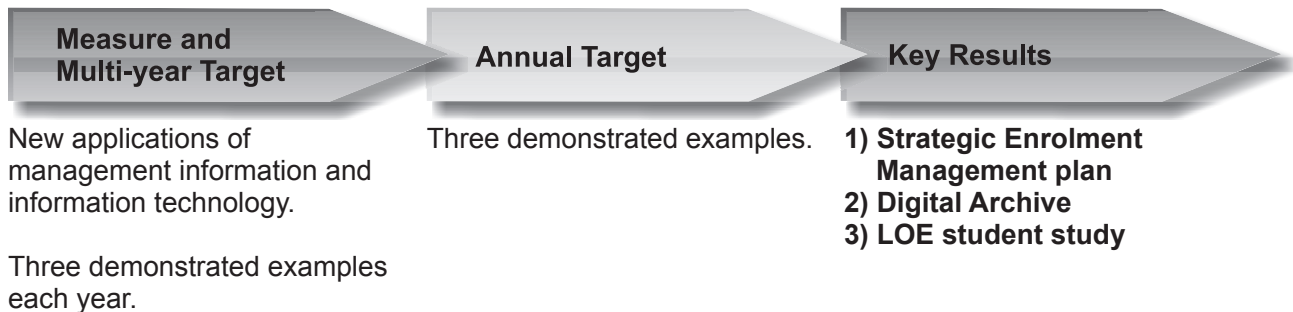 Measure and
Multi-year Target
Annual Target
Key Results
New applications of
management information and
information technology.
Three demonstrated examples
each year.
Three demonstrated examples.
1) Strategic Enrolment
Management plan
2) Digital Archive
3) LOE student study